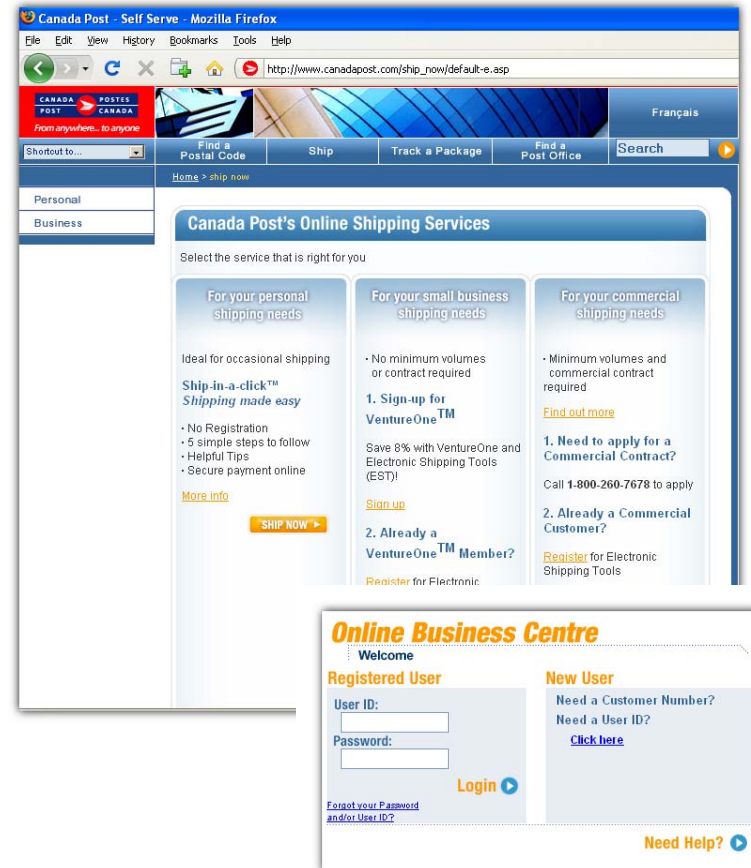 Canada Post - Self Serve - Mozilla Firefox
File Edit View History Bookmarks Tools Help
http://www.canadapost.com/ship_now/default-e.asp
CANADA POST POSTES CANADA
From anywhere... to anyone
Français
Shortcut to...
Find a Postal Code
Ship
Track a Package
Find a Post Office
Search
Home > ship now
Personal
Business
Canada Post's Online Shipping Services
Select the service that is right for you
For your personal
shipping needs
Ideal for occasional shipping
Ship-in-a-click™
Shipping made easy
· No Registration
· 5 simple steps to follow
· Helpful Tips
· Secure payment online
More info
SHIP NOW
For your small business
shipping needs
· No minimum volumes
or contract required
1. Sign-up for
VentureOne™
Save 8% with VentureOne and
Electronic Shipping Tools
(EST)!
Sign up
2. Already a
VentureOne™ Member?
Register for Electronic
For your commercial
shipping needs
· Minimum volumes and
commercial contract
required
Find out more
1. Need to apply for a
Commercial Contract?
Call 1-800-260-7678 to apply
2. Already a Commercial
Customer?
Register for Electronic
Shipping Tools
Online Business Centre
Welcome
Registered User
User ID:
Password:
Login
Forgot your Password
and/or User ID?
New User
Need a Customer Number?
Need a User ID?
Click here
Need Help?